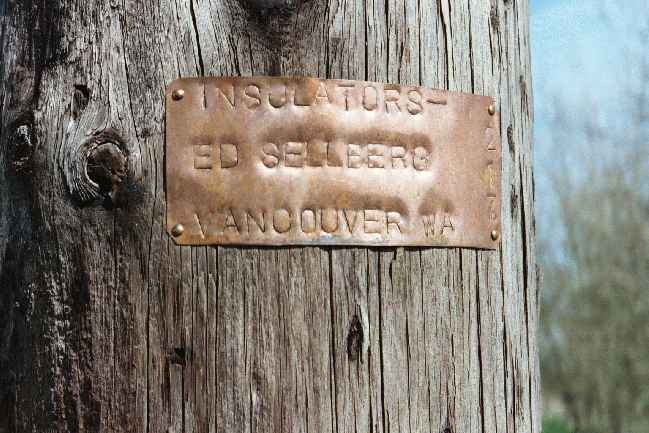 INSULATORS—
ED SELLBERG
VANCOUVER WA